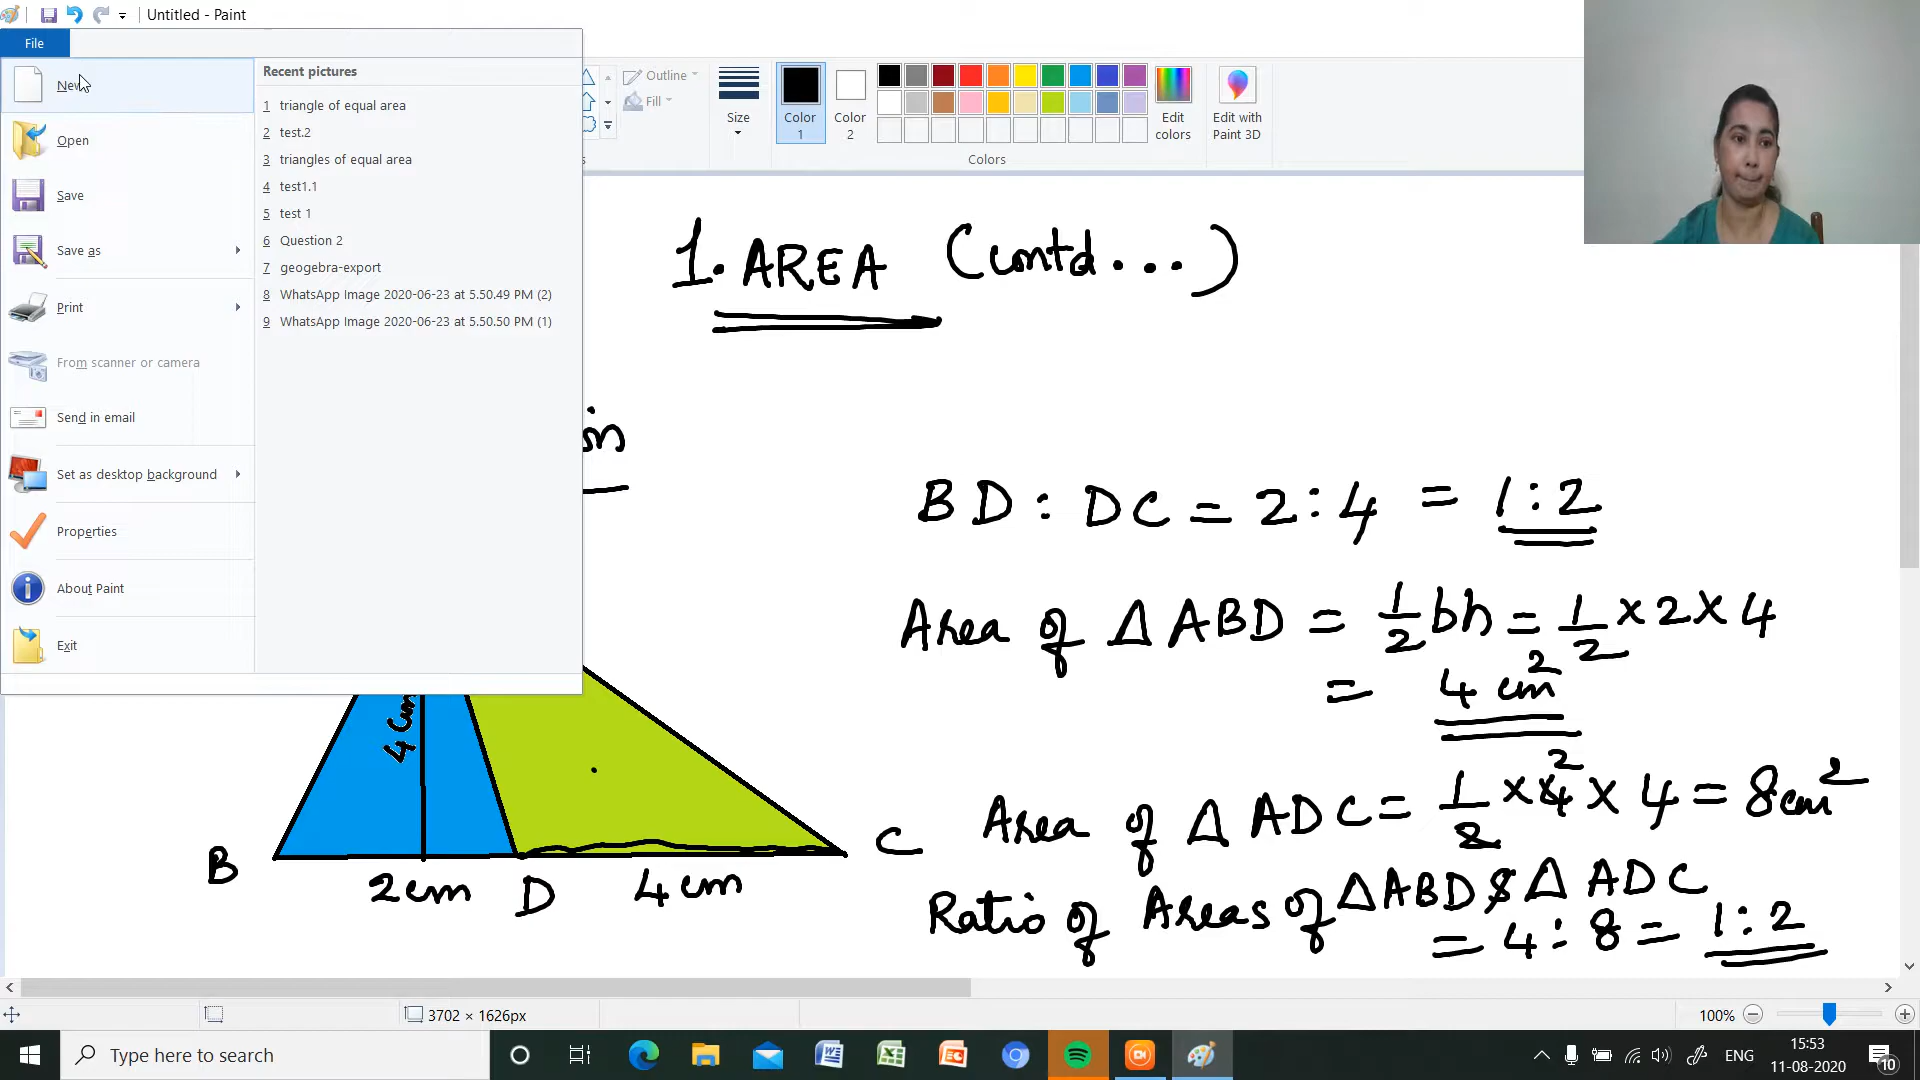 Untitled - Paint
File
New
Open
Save
Save as
Print
From scanner or camera
Send in email
Set as desktop background
Properties
About Paint
Exit
Recent pictures
1 triangle of equal area
2 test.2
3 triangles of equal area
4 test1.1
5 test 1
6 Question 2
7 geogebra-export
8 WhatsApp Image 2020-06-23 at 5.50.49 PM (2)
9 WhatsApp Image 2020-06-23 at 5.50.50 PM (1)
Outline
Fill
Size
Color 1
Color 2
Edit colors
Edit with Paint 3D
Colors
1. AREA (contd...)
BD : DC = 2 : 4 = 1 : 2
Area of Δ ABD = 1/2 bh = 1/2 × 2 × 4
= 4 cm²
Area of Δ ADC = 1/2 × 4² × 4 = 8cm²
Ratio of Areas of Δ ABD & Δ ADC
= 4 : 8 = 1 : 2
4cm
B
2cm
D
4cm
C
3702 × 1626px
100%
Type here to search
ENG
15:53
11-08-2020
10